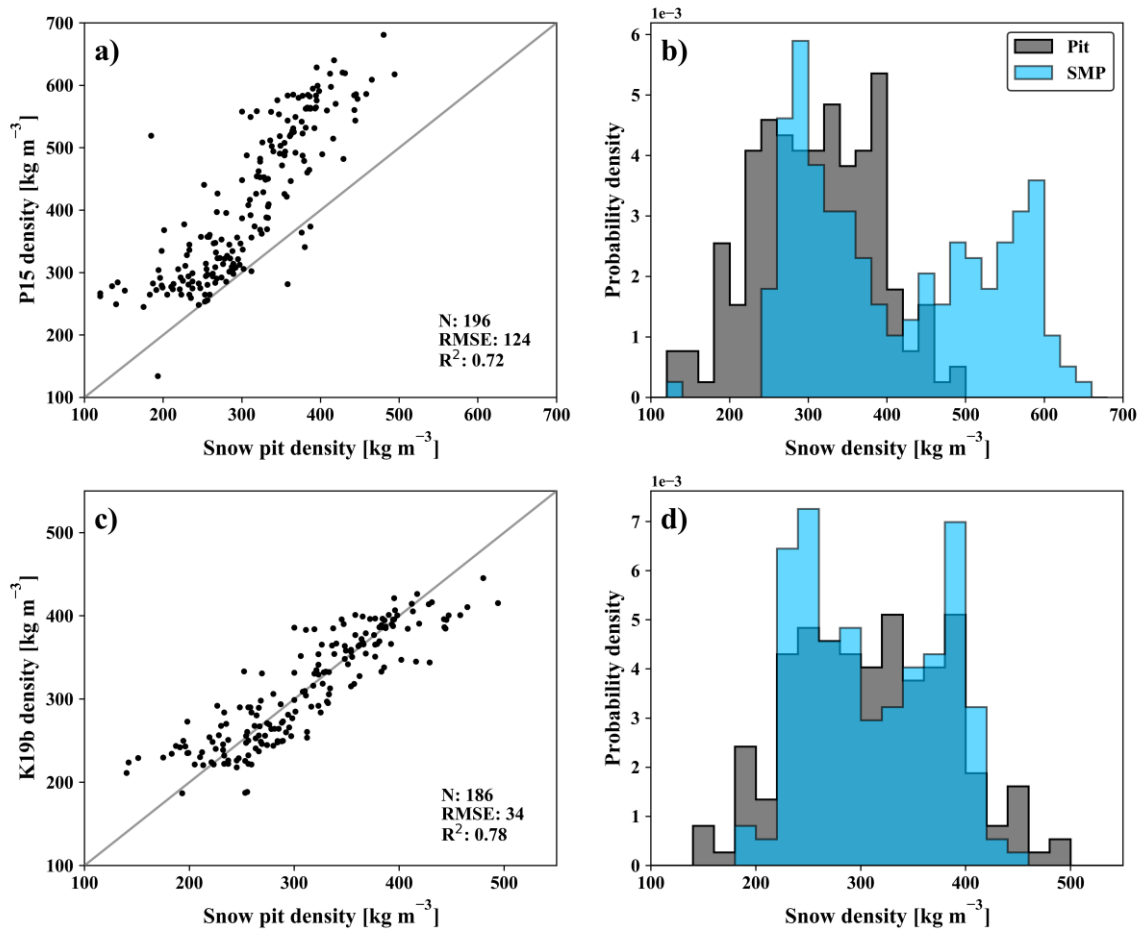 a)
700
600
500
400
300
200
100
P15 density [kg m⁻³]
N: 196
RMSE: 124
R²: 0.72
100 200 300 400 500 600 700
Snow pit density [kg m⁻³]
1e−3
b)
Pit
SMP
6
5
4
3
2
1
0
Probability density
100 200 300 400 500 600 700
Snow density [kg m⁻³]
c)
500
400
300
200
100
K19b density [kg m⁻³]
N: 186
RMSE: 34
R²: 0.78
100 200 300 400 500
Snow pit density [kg m⁻³]
1e−3
d)
7
6
5
4
3
2
1
0
Probability density
100 200 300 400 500
Snow density [kg m⁻³]